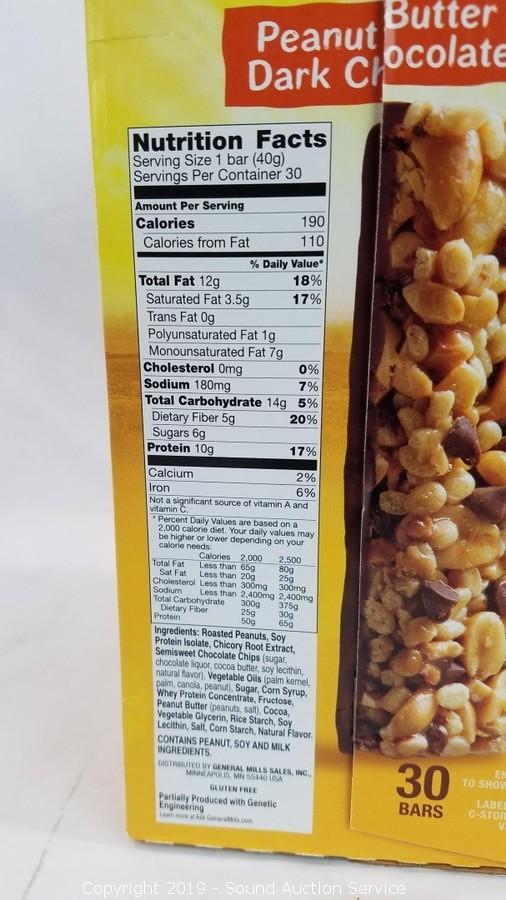 Peanut Butter
Dark Chocolate
Nutrition Facts
Serving Size 1 bar (40g)
Servings Per Container 30
Amount Per Serving
Calories 190
Calories from Fat 110
% Daily Value*
Total Fat 12g 18%
Saturated Fat 3.5g 17%
Trans Fat 0g
Polyunsaturated Fat 1g
Monounsaturated Fat 7g
Cholesterol 0mg 0%
Sodium 180mg 7%
Total Carbohydrate 14g 5%
Dietary Fiber 5g 20%
Sugars 6g
Protein 10g 17%
Calcium 2%
Iron 6%
Not a significant source of vitamin A and
vitamin C.
* Percent Daily Values are based on a
2,000 calorie diet. Your daily values may
be higher or lower depending on your
calorie needs:
Calories 2,000 2,500
Total Fat Less than 65g 80g
Sat Fat Less than 20g 25g
Cholesterol Less than 300mg 300mg
Sodium Less than 2,400mg 2,400mg
Total Carbohydrate 300g 375g
Dietary Fiber 25g 30g
Protein 50g 65g
Ingredients: Roasted Peanuts, Soy
Protein Isolate, Chicory Root Extract,
Semisweet Chocolate Chips (sugar,
chocolate liquor, cocoa butter, soy lecithin,
natural flavor), Vegetable Oils (palm kernel,
palm, canola, peanut), Sugar, Corn Syrup,
Whey Protein Concentrate, Fructose,
Peanut Butter (peanuts, salt), Cocoa,
Vegetable Glycerin, Rice Starch, Soy
Lecithin, Salt, Corn Starch, Natural Flavor.
CONTAINS PEANUT, SOY AND MILK
INGREDIENTS.
DISTRIBUTED BY GENERAL MILLS SALES, INC.,
MINNEAPOLIS, MN 55440 USA
GLUTEN FREE
Partially Produced with Genetic
Engineering
Learn more at Ask.GeneralMills.com
30
BARS
EN
TO SHOW
LABEL
C-STOR
Copyright 2019 - Sound Auction Service